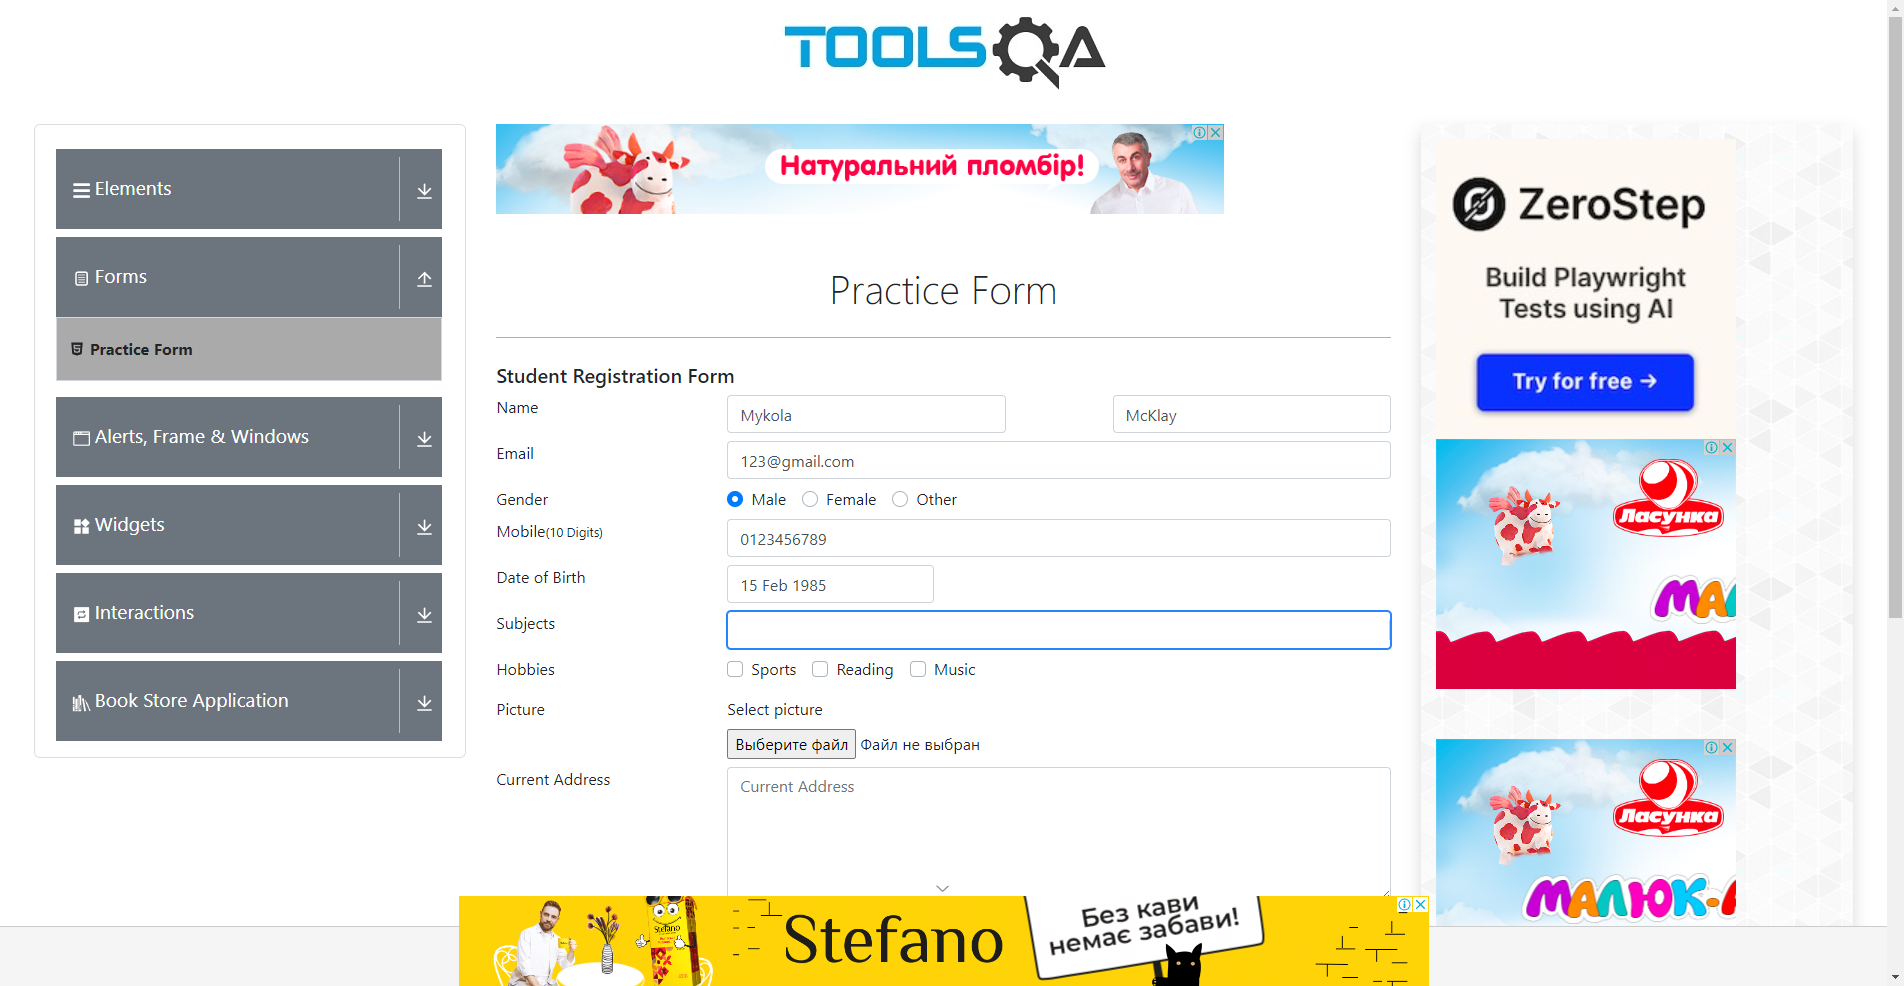 TOOLSQA
Elements
Forms
Practice Form
Alerts, Frame & Windows
Widgets
Interactions
Book Store Application
Натуральний пломбір!
Practice Form
Student Registration Form
Name
Mykola
McKlay
Email
123@gmail.com
Gender
Male
Female
Other
Mobile(10 Digits)
0123456789
Date of Birth
15 Feb 1985
Subjects
Hobbies
Sports
Reading
Music
Picture
Select picture
Выберите файл Файл не выбран
Current Address
Current Address
ZeroStep
Build Playwright
Tests using AI
Try for free →
Ласунка
МА
Ласунка
МАЛЮК-
Stefano
Stefano
Без кави
немає забави!